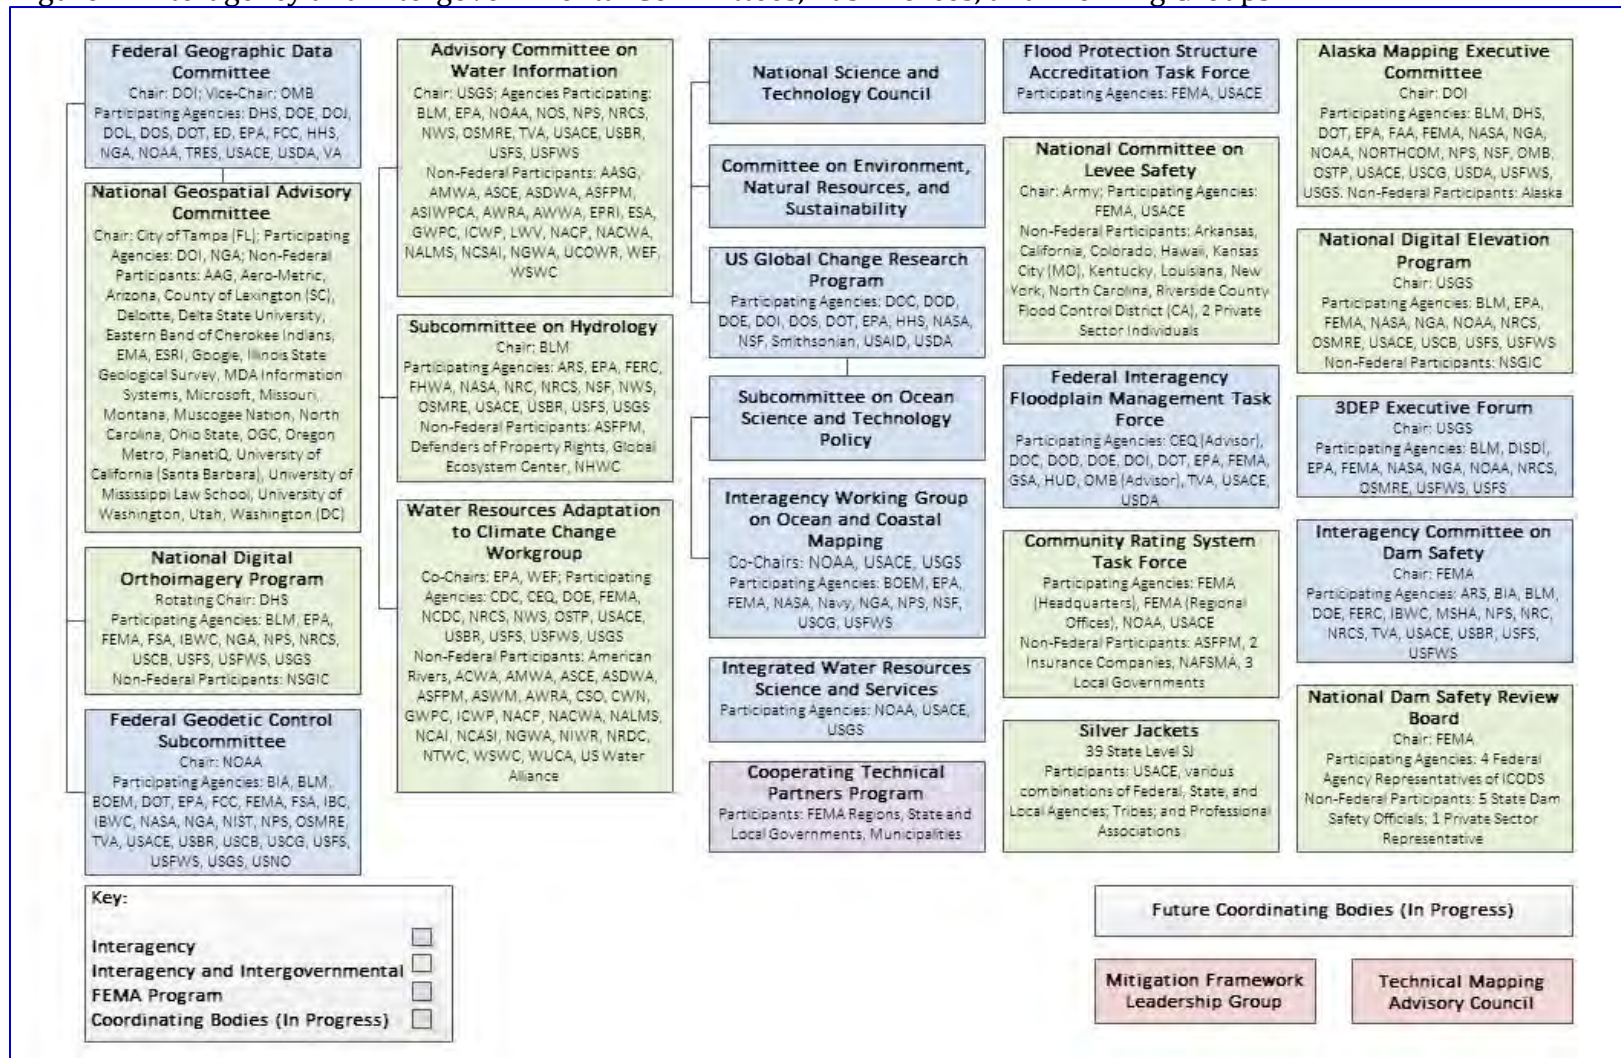 Figure Interagency and Intergovernmental Committees, Task Forces, and Working Groups
Federal Geographic Data
Committee
Chair: DOI; Vice-Chair: OMB
Participating Agencies: DHS, DOE, DOJ,
DOL, DOS, DOT, ED, EPA, FCC, HHS,
NGA, NOAA, TRES, USACE, USDA, VA
National Geospatial Advisory
Committee
Chair: City of Tampa (FL); Participating
Agencies: DOI, NGA; Non-Federal
Participants: AAG, Aero-Metric,
Arizona, County of Lexington (SC),
Deloitte, Delta State University,
Eastern Band of Cherokee Indians,
EMA, ESRI, Google, Illinois State
Geological Survey, MDA Information
Systems, Microsoft, Missouri,
Montana, Muscogee Nation, North
Carolina, Ohio State, OGC, Oregon
Metro, PlanetiQ, University of
California (Santa Barbara), University of
Mississippi Law School, University of
Washington, Utah, Washington (DC)
National Digital
Orthoimagery Program
Rotating Chair: DHS
Participating Agencies: BLM, EPA,
FEMA, FSA, IBWC, NGA, NPS, NRCS,
USCB, USFS, USFWS, USGS
Non-Federal Participants: NSGIC
Federal Geodetic Control
Subcommittee
Chair: NOAA
Participating Agencies: BIA, BLM,
BOEM, DOT, EPA, FCC, FEMA, FSA, IBC,
IBWC, NASA, NGA, NIST, NPS, OSMRE,
TVA, USACE, USBR, USCB, USCG, USFS,
USFWS, USGS, USNO
Advisory Committee on
Water Information
Chair: USGS; Agencies Participating:
BLM, EPA, NOAA, NOS, NPS, NRCS,
NWS, OSMRE, TVA, USACE, USBR,
USFS, USFWS
Non-Federal Participants: AASG,
AMWA, ASCE, ASDWA, ASFPM,
ASIWPCA, AWRA, AWWA, EPRI, ESA,
GWPC, ICWP, LWV, NACP, NACWA,
NALMS, NCSAI, NGWA, UCOWR, WEF,
WSWC
Subcommittee on Hydrology
Chair: BLM
Participating Agencies: ARS, EPA, FERC,
FHWA, NASA, NRC, NRCS, NSF, NWS,
OSMRE, USACE, USBR, USFS, USGS
Non-Federal Participants: ASFPM,
Defenders of Property Rights, Global
Ecosystem Center, NHWC
Water Resources Adaptation
to Climate Change
Workgroup
Co-Chairs: EPA, WEF; Participating
Agencies: CDC, CEQ, DOE, FEMA,
NCDC, NRCS, NWS, OSTP, USACE,
USBR, USFS, USFWS, USGS
Non-Federal Participants: American
Rivers, ACWA, AMWA, ASCE, ASDWA,
ASFPM, ASWM, AWRA, CSO, CWN,
GWPC, ICWP, NACP, NACWA, NALMS,
NCAI, NCASI, NGWA, NIWR, NRDC,
NTWC, WSWC, WUCA, US Water
Alliance
National Science and
Technology Council
Committee on Environment,
Natural Resources, and
Sustainability
US Global Change Research
Program
Participating Agencies: DOC, DOD,
DOE, DOI, DOS, DOT, EPA, HHS, NASA,
NSF, Smithsonian, USAID, USDA
Subcommittee on Ocean
Science and Technology
Policy
Interagency Working Group
on Ocean and Coastal
Mapping
Co-Chairs: NOAA, USACE, USGS
Participating Agencies: BOEM, EPA,
FEMA, NASA, Navy, NGA, NPS, NSF,
USCG, USFWS
Integrated Water Resources
Science and Services
Participating Agencies: NOAA, USACE,
USGS
Cooperating Technical
Partners Program
Participants: FEMA Regions, State and
Local Governments, Municipalities
Flood Protection Structure
Accreditation Task Force
Participating Agencies: FEMA, USACE
National Committee on
Levee Safety
Chair: Army; Participating Agencies:
FEMA, USACE
Non-Federal Participants: Arkansas,
California, Colorado, Hawaii, Kansas
City (MO), Kentucky, Louisiana, New
York, North Carolina, Riverside County
Flood Control District (CA), 2 Private
Sector Individuals
Federal Interagency
Floodplain Management Task
Force
Participating Agencies: CEQ (Advisor),
DOC, DOD, DOE, DOI, DOT, EPA, FEMA,
GSA, HUD, OMB (Advisor), TVA, USACE,
USDA
Community Rating System
Task Force
Participating Agencies: FEMA
(Headquarters), FEMA (Regional
Offices), NOAA, USACE
Non-Federal Participants: ASFPM, 2
Insurance Companies, NAFSMA, 3
Local Governments
Silver Jackets
39 State Level SJ
Participants: USACE, various
combinations of Federal, State, and
Local Agencies; Tribes; and Professional
Associations
Alaska Mapping Executive
Committee
Chair: DOI
Participating Agencies: BLM, DHS,
DOT, EPA, FAA, FEMA, NASA, NGA,
NOAA, NORTHCOM, NPS, NSF, OMB,
OSTP, USACE, USCG, USDA, USFWS,
USGS. Non-Federal Participants: Alaska
National Digital Elevation
Program
Chair: USGS
Participating Agencies: BLM, EPA,
FEMA, NASA, NGA, NOAA, NRCS,
OSMRE, USACE, USCB, USFS, USFWS
Non-Federal Participants: NSGIC
3DEP Executive Forum
Chair: USGS
Participating Agencies: BLM, DISDI,
EPA, FEMA, NASA, NGA, NOAA, NRCS,
OSMRE, USFWS, USFS
Interagency Committee on
Dam Safety
Chair: FEMA
Participating Agencies: ARS, BIA, BLM,
DOE, FERC, IBWC, MSHA, NPS, NRC,
NRCS, TVA, USACE, USBR, USFS,
USFWS
National Dam Safety Review
Board
Chair: FEMA
Participating Agencies: 4 Federal
Agency Representatives of ICODS
Non-Federal Participants: 5 State Dam
Safety Officials; 1 Private Sector
Representative
Key:
Interagency
Interagency and Intergovernmental
FEMA Program
Coordinating Bodies (In Progress)
Future Coordinating Bodies (In Progress)
Mitigation Framework
Leadership Group
Technical Mapping
Advisory Council